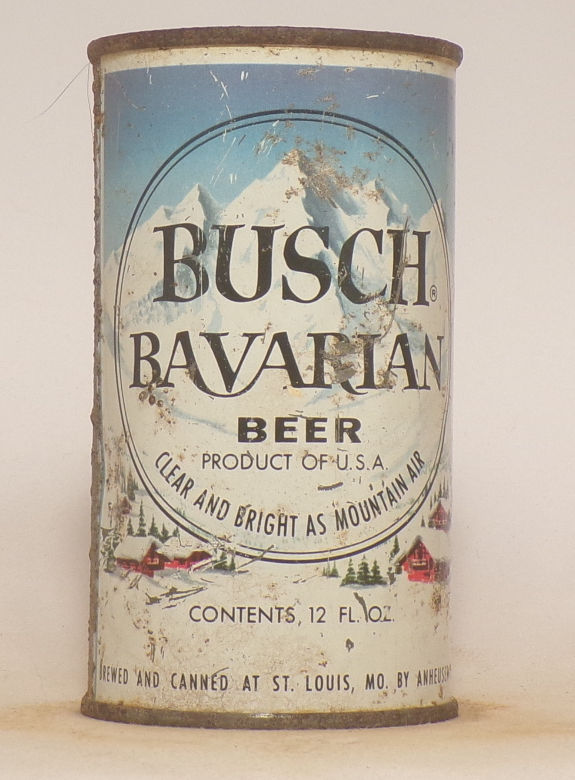 BUSCH®
BAVARIAN
BEER
PRODUCT OF U.S.A.
CLEAR AND BRIGHT AS MOUNTAIN AIR
CONTENTS, 12 FL. OZ.
BREWED AND CANNED AT ST. LOUIS, MO. BY